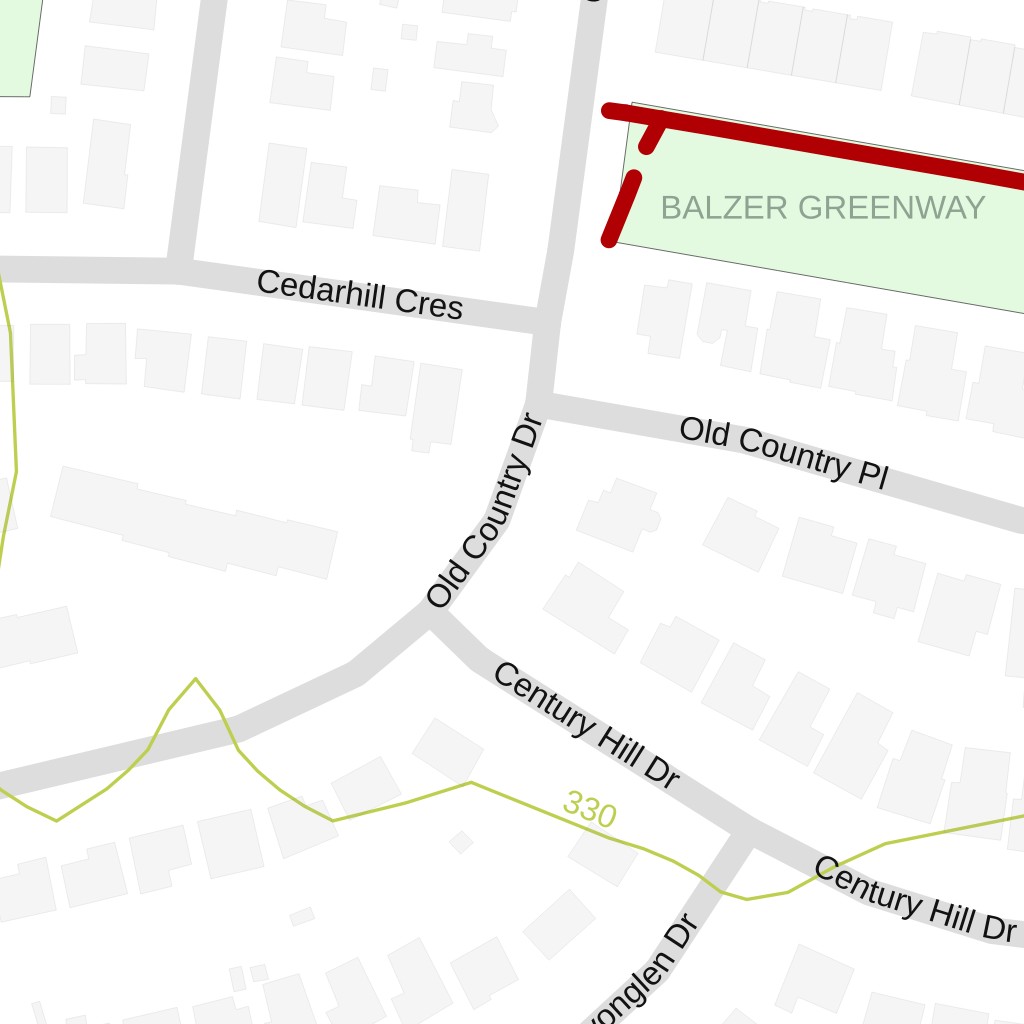 BALZER GREENWAY
Cedarhill Cres
Old Country Dr
Old Country Pl
Century Hill Dr
330
Century Hill Dr